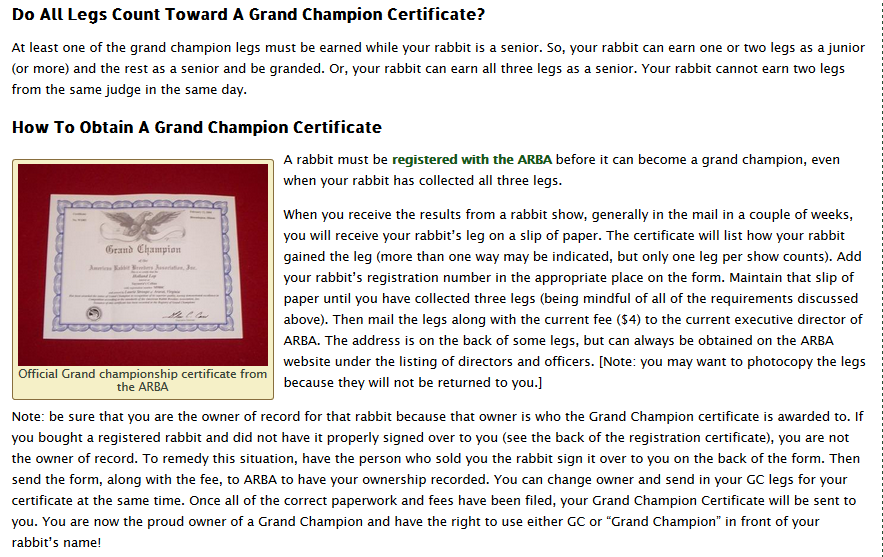 Do All Legs Count Toward A Grand Champion Certificate?
At least one of the grand champion legs must be earned while your rabbit is a senior. So, your rabbit can earn one or two legs as a junior
(or more) and the rest as a senior and be granded. Or, your rabbit can earn all three legs as a senior. Your rabbit cannot earn two legs
from the same judge in the same day.
How To Obtain A Grand Champion Certificate
Grand Champion
of the
American Rabbit Breeders Association, Inc.
Official Grand championship certificate from
the ARBA
A rabbit must be registered with the ARBA before it can become a grand champion, even
when your rabbit has collected all three legs.
When you receive the results from a rabbit show, generally in the mail in a couple of weeks,
you will receive your rabbit's leg on a slip of paper. The certificate will list how your rabbit
gained the leg (more than one way may be indicated, but only one leg per show counts). Add
your rabbit's registration number in the appropriate place on the form. Maintain that slip of
paper until you have collected three legs (being mindful of all of the requirements discussed
above). Then mail the legs along with the current fee ($4) to the current executive director of
ARBA. The address is on the back of some legs, but can always be obtained on the ARBA
website under the listing of directors and officers. [Note: you may want to photocopy the legs
because they will not be returned to you.]
Note: be sure that you are the owner of record for that rabbit because that owner is who the Grand Champion certificate is awarded to. If
you bought a registered rabbit and did not have it properly signed over to you (see the back of the registration certificate), you are not
the owner of record. To remedy this situation, have the person who sold you the rabbit sign it over to you on the back of the form. Then
send the form, along with the fee, to ARBA to have your ownership recorded. You can change owner and send in your GC legs for your
certificate at the same time. Once all of the correct paperwork and fees have been filed, your Grand Champion Certificate will be sent to
you. You are now the proud owner of a Grand Champion and have the right to use either GC or “Grand Champion” in front of your
rabbit's name!